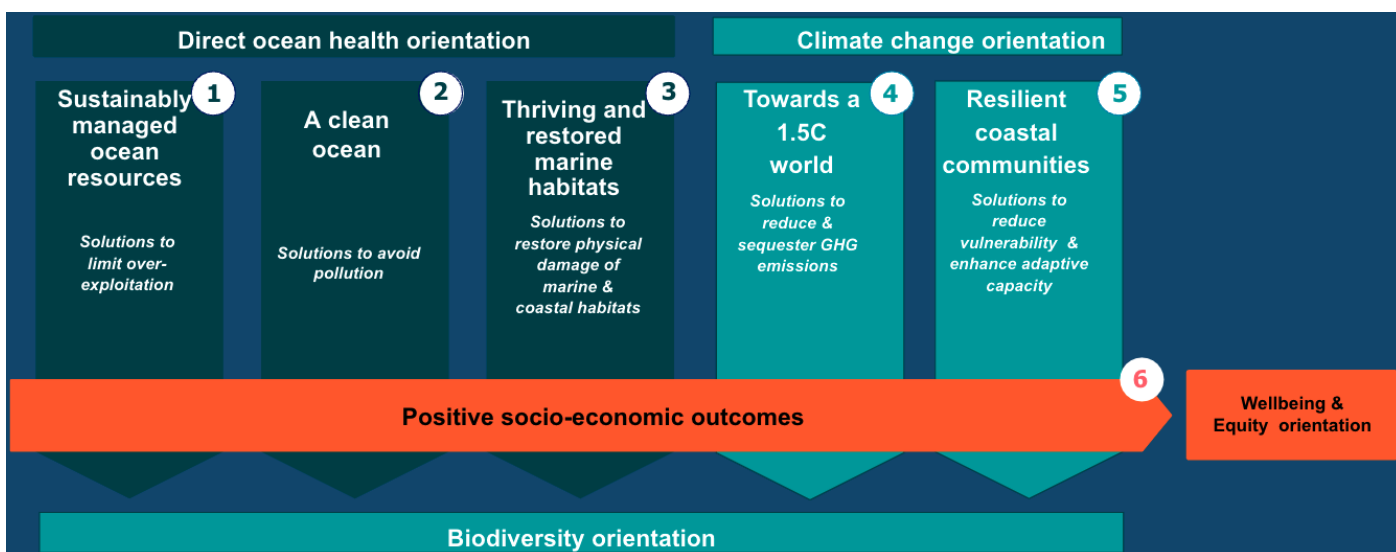 Direct ocean health orientation
Climate change orientation
1
Sustainably
managed
ocean
resources
Solutions to
limit over-
exploitation
2
A clean
ocean
Solutions to avoid
pollution
3
Thriving and
restored
marine
habitats
Solutions to
restore physical
damage of
marine &
coastal habitats
4
Towards a
1.5C
world
Solutions to
reduce &
sequester GHG
emissions
5
Resilient
coastal
communities
Solutions to
reduce
vulnerability &
enhance adaptive
capacity
6
Positive socio-economic outcomes
Wellbeing &
Equity orientation
Biodiversity orientation